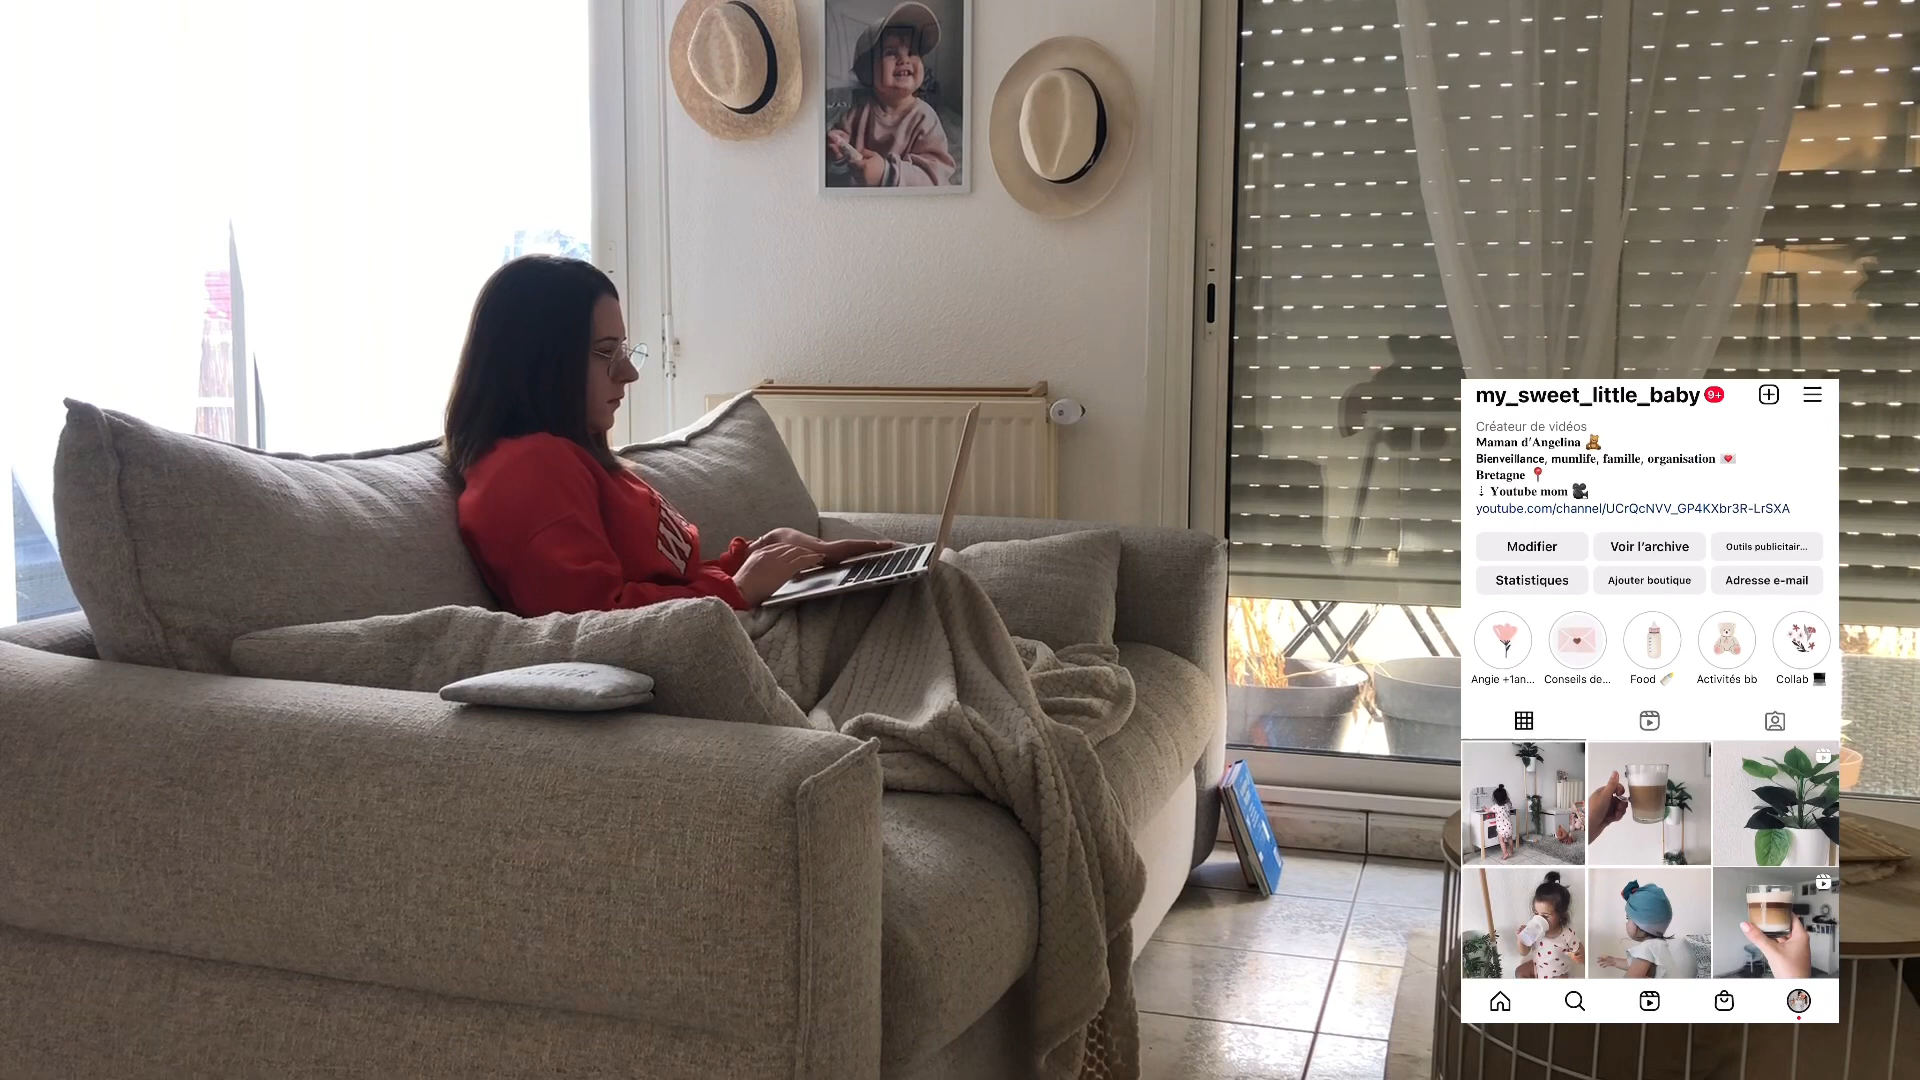 my_sweet_little_baby 9+
Créateur de vidéos
Maman d'Angelina 🧸
Bienveillance, mumlife, famille, organisation 💌
Bretagne 📍
⇣ Youtube mom 🎥
youtube.com/channel/UCrQcNVV_GP4KXbr3R-LrSXA
Modifier Voir l'archive Outils publicitair...
Statistiques Ajouter boutique Adresse e-mail
Angie +1an... Conseils de... Food 🍼 Activités bb Collab 💻